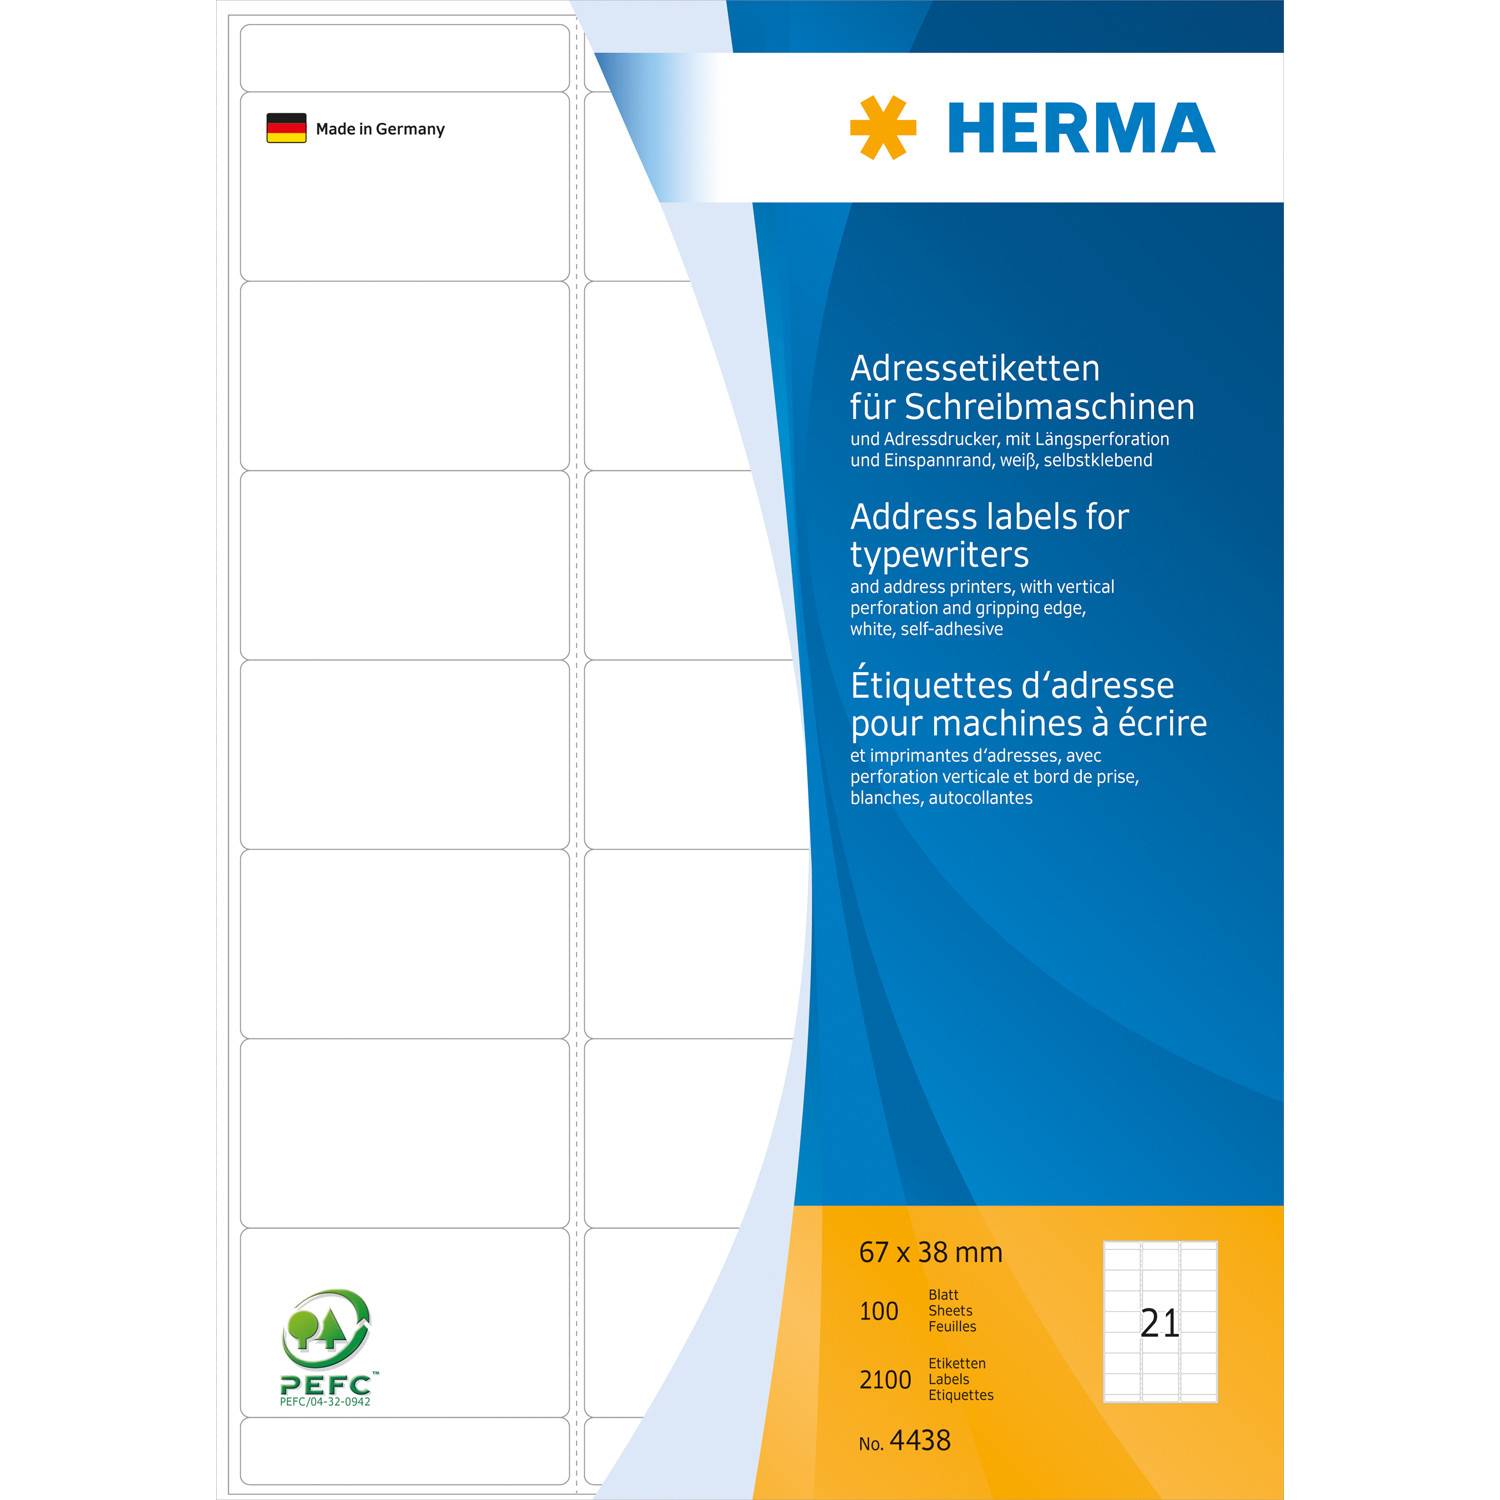 Made in Germany
HERMA
Adressetiketten
für Schreibmaschinen
und Adressdrucker, mit Längsperforation
und Einspannrand, weiß, selbstklebend
Address labels for
typewriters
and address printers, with vertical
perforation and gripping edge,
white, self-adhesive
Étiquettes d‘adresse
pour machines à écrire
et imprimantes d‘adresses, avec
perforation verticale et bord de prise,
blanches, autocollantes
67 x 38 mm
100
Blatt
Sheets
Feuilles
21
2100
Etiketten
Labels
Etiquettes
No. 4438
PEFC™
PEFC/04-32-0942